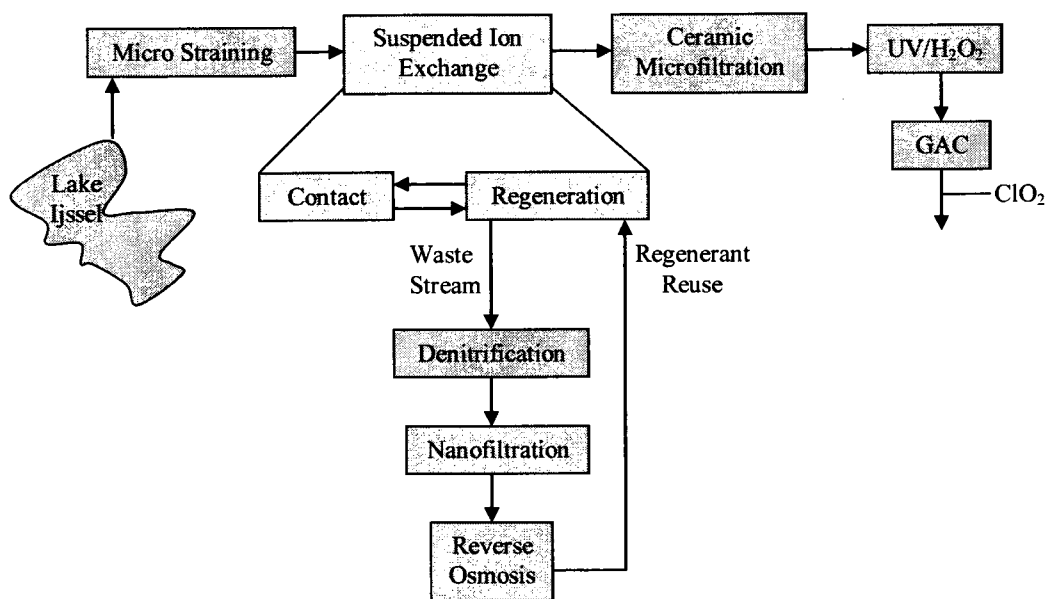 Micro Straining
Suspended Ion
Exchange
Ceramic
Microfiltration
UV/H₂O₂
GAC
ClO₂
Lake
Ijssel
Contact
Regeneration
Waste
Stream
Regenerant
Reuse
Denitrification
Nanofiltration
Reverse
Osmosis